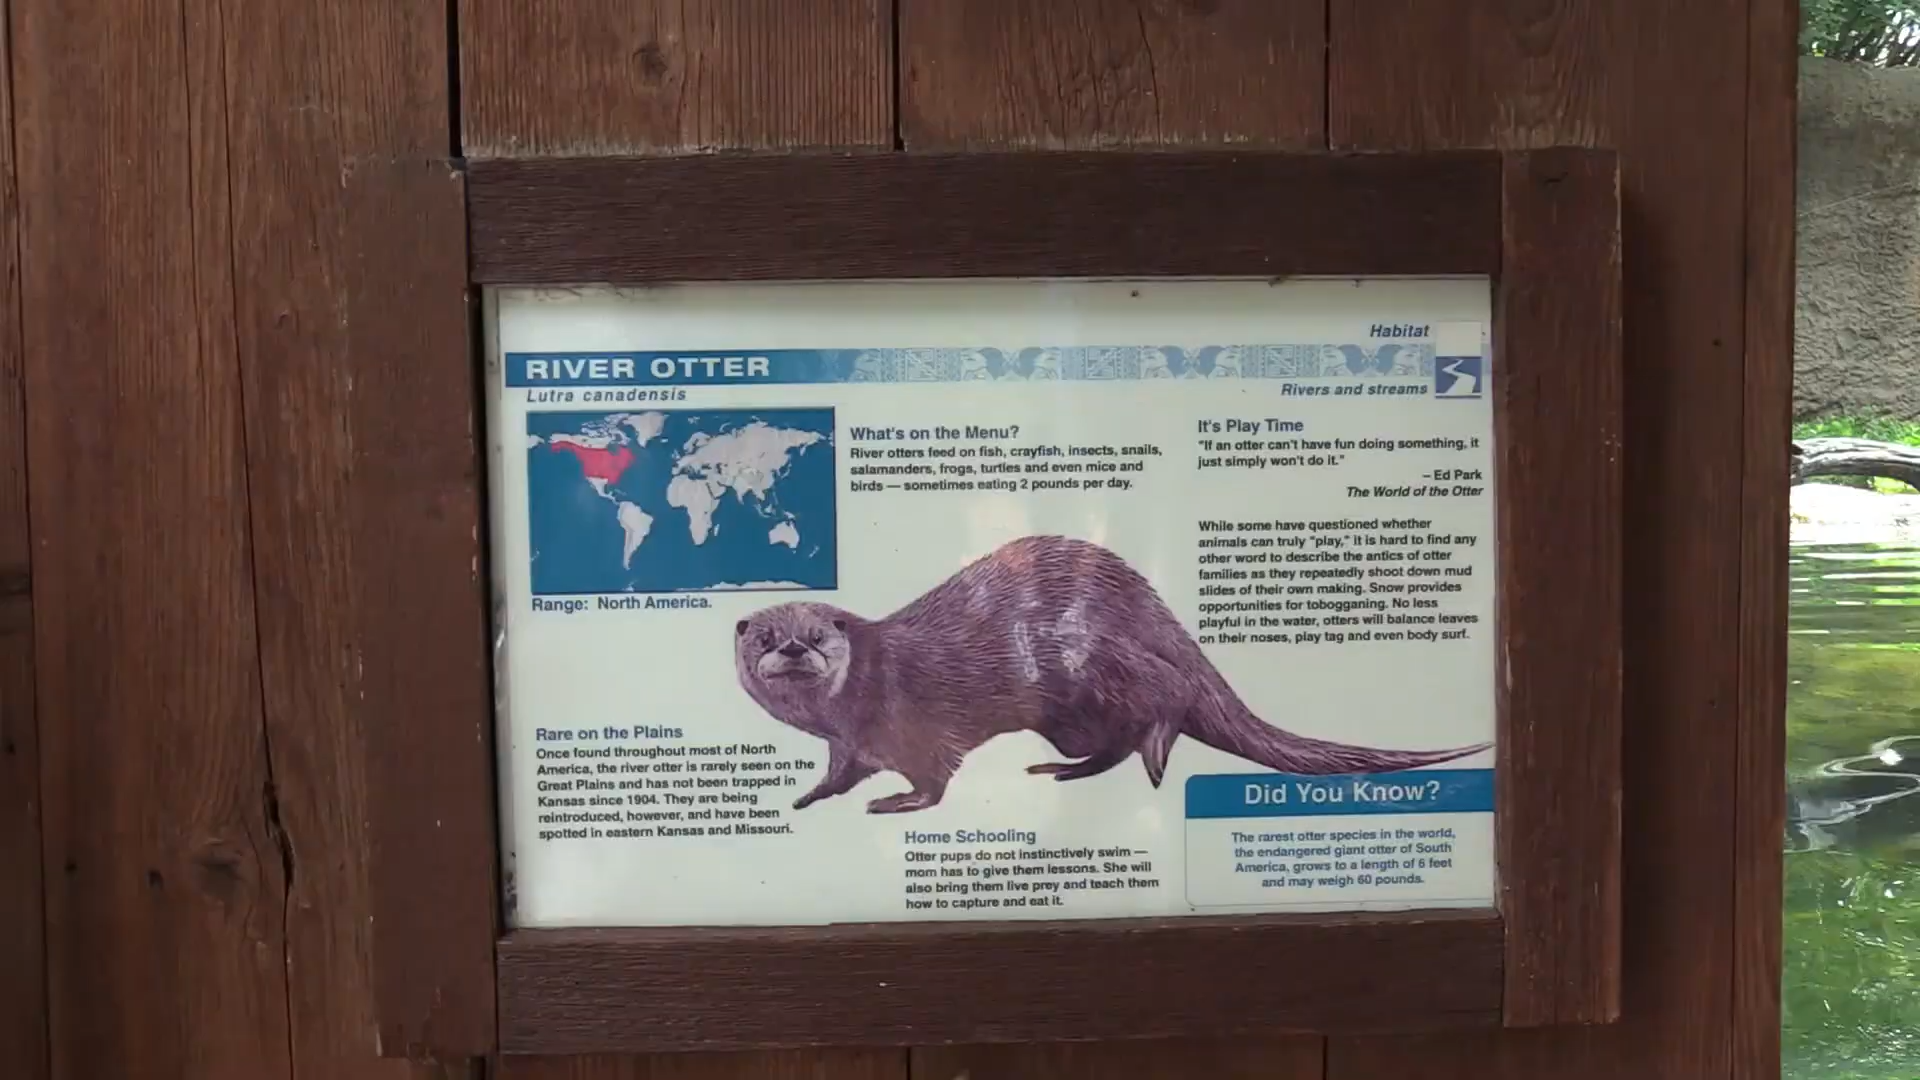 Habitat
RIVER OTTER
Lutra canadensis
Rivers and streams
Range: North America.
What's on the Menu?
River otters feed on fish, crayfish, insects, snails,
salamanders, frogs, turtles and even mice and
birds — sometimes eating 2 pounds per day.
It's Play Time
"If an otter can't have fun doing something, it
just simply won't do it."
– Ed Park
The World of the Otter
While some have questioned whether
animals can truly "play," it is hard to find any
other word to describe the antics of otter
families as they repeatedly shoot down mud
slides of their own making. Snow provides
opportunities for tobogganing. No less
playful in the water, otters will balance leaves
on their noses, play tag and even body surf.
Rare on the Plains
Once found throughout most of North
America, the river otter is rarely seen on the
Great Plains and has not been trapped in
Kansas since 1904. They are being
reintroduced, however, and have been
spotted in eastern Kansas and Missouri.
Home Schooling
Otter pups do not instinctively swim —
mom has to give them lessons. She will
also bring them live prey and teach them
how to capture and eat it.
Did You Know?
The rarest otter species in the world,
the endangered giant otter of South
America, grows to a length of 6 feet
and may weigh 60 pounds.